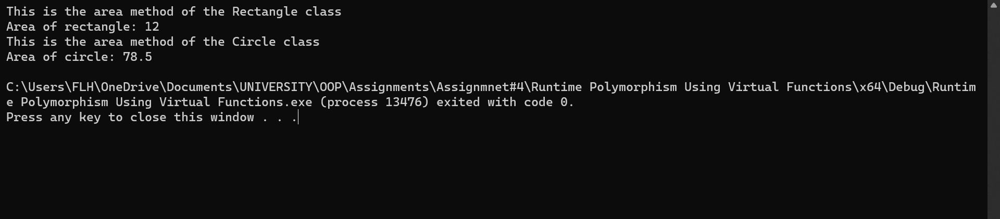 This is the area method of the Rectangle class
Area of rectangle: 12
This is the area method of the Circle class
Area of circle: 78.5
C:\Users\FLH\OneDrive\Documents\UNIVERSITY\OOP\Assignments\Assignmnet#4\Runtime Polymorphism Using Virtual Functions\x64\Debug\Runtim
e Polymorphism Using Virtual Functions.exe (process 13476) exited with code 0.
Press any key to close this window . . .